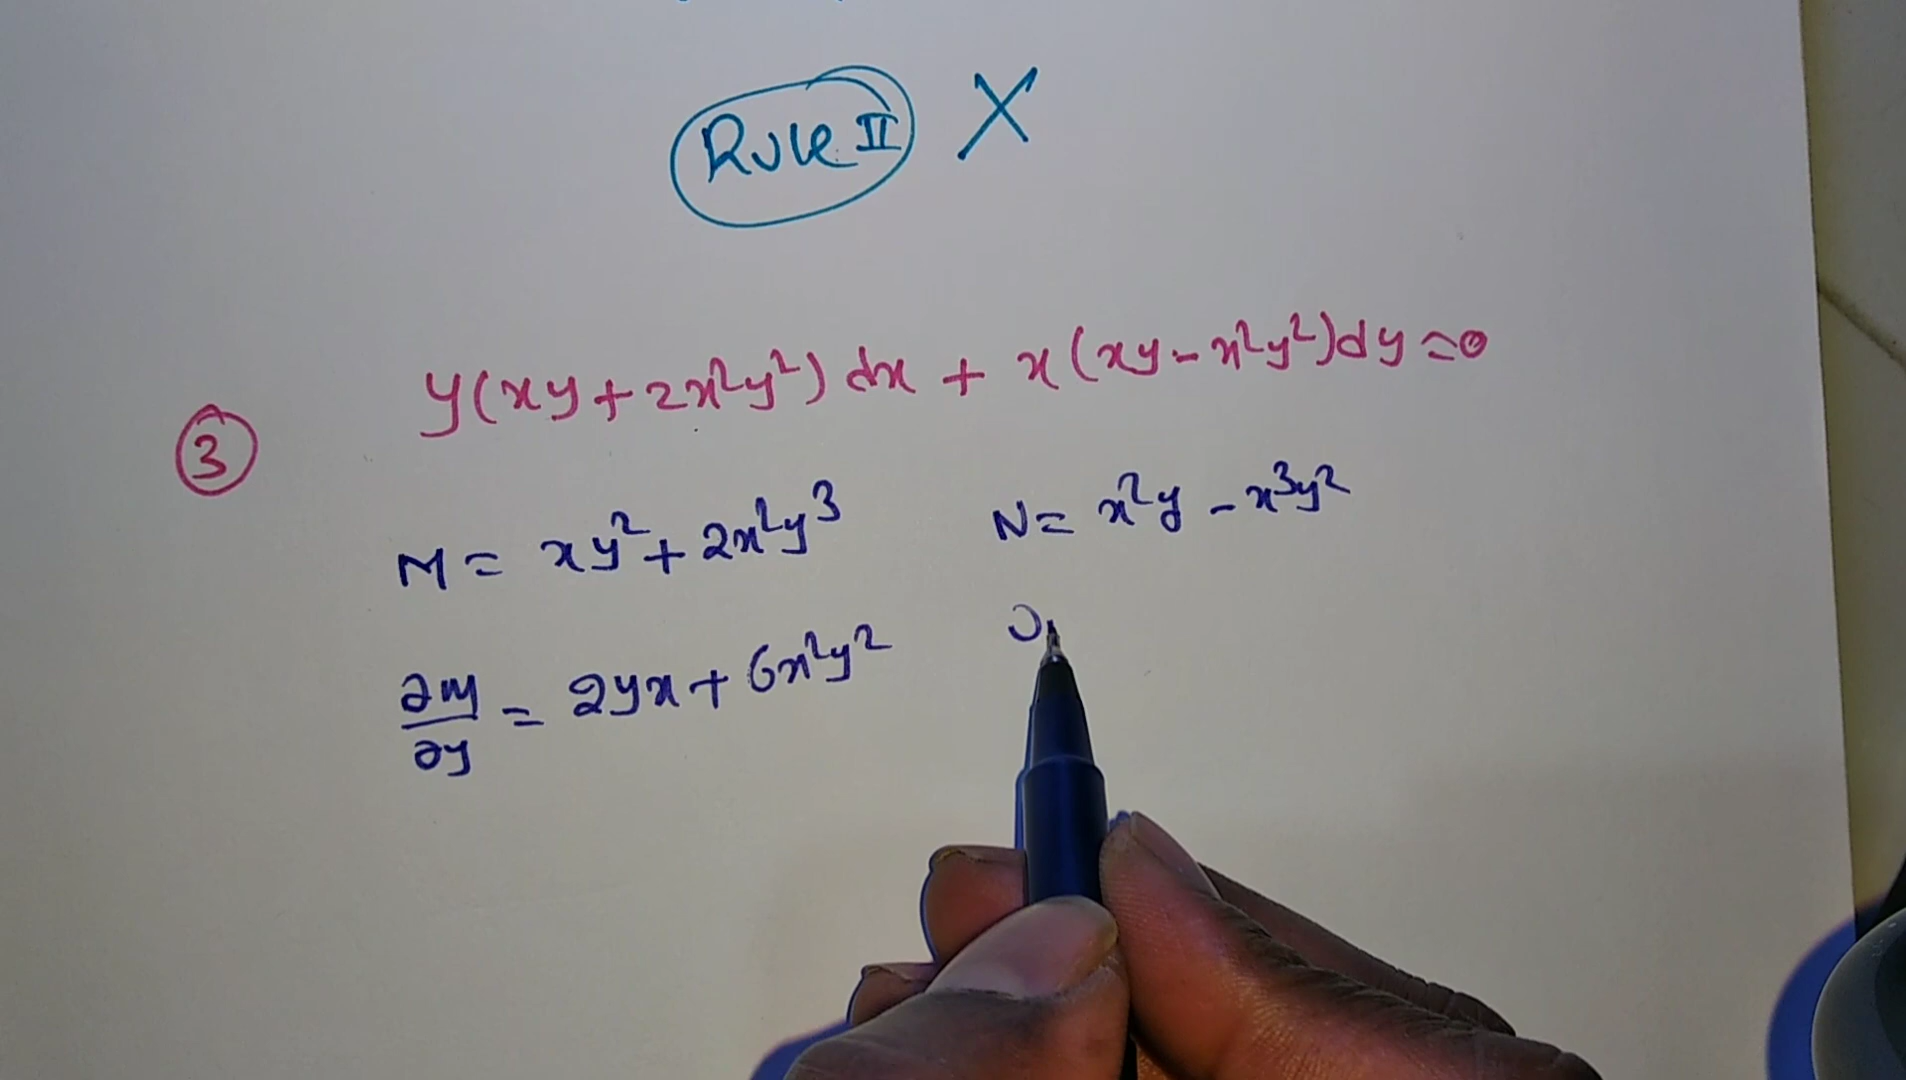 Rule II X
3 y(xy+2x²y²)dx + x(xy-x²y²)dy=0
M = xy²+2x²y³ N= x²y - x³y²
∂M/∂y = 2yx+6x²y²